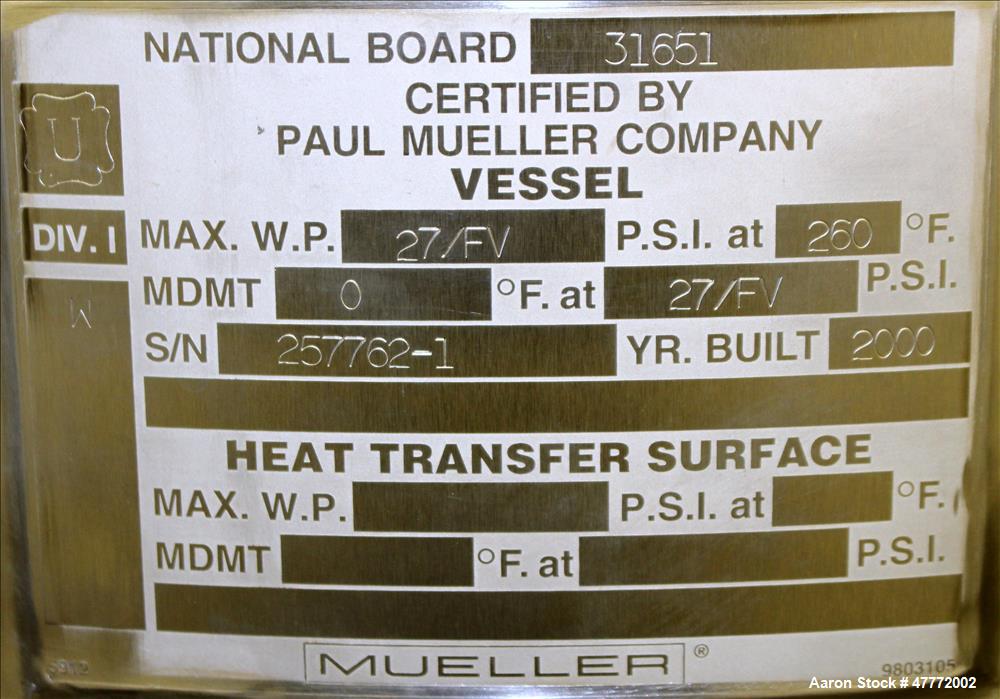 NATIONAL BOARD 31651
CERTIFIED BY
PAUL MUELLER COMPANY
U
VESSEL
DIV. I MAX. W.P. 27/FV P.S.I. at 260 °F.
MDMT 0 °F. at 27/FV P.S.I.
W
S/N 257762-1 YR. BUILT 2000
HEAT TRANSFER SURFACE
MAX. W.P. P.S.I. at °F.
MDMT °F. at P.S.I.
MUELLER ®
9803105
Aaron Stock # 47772002